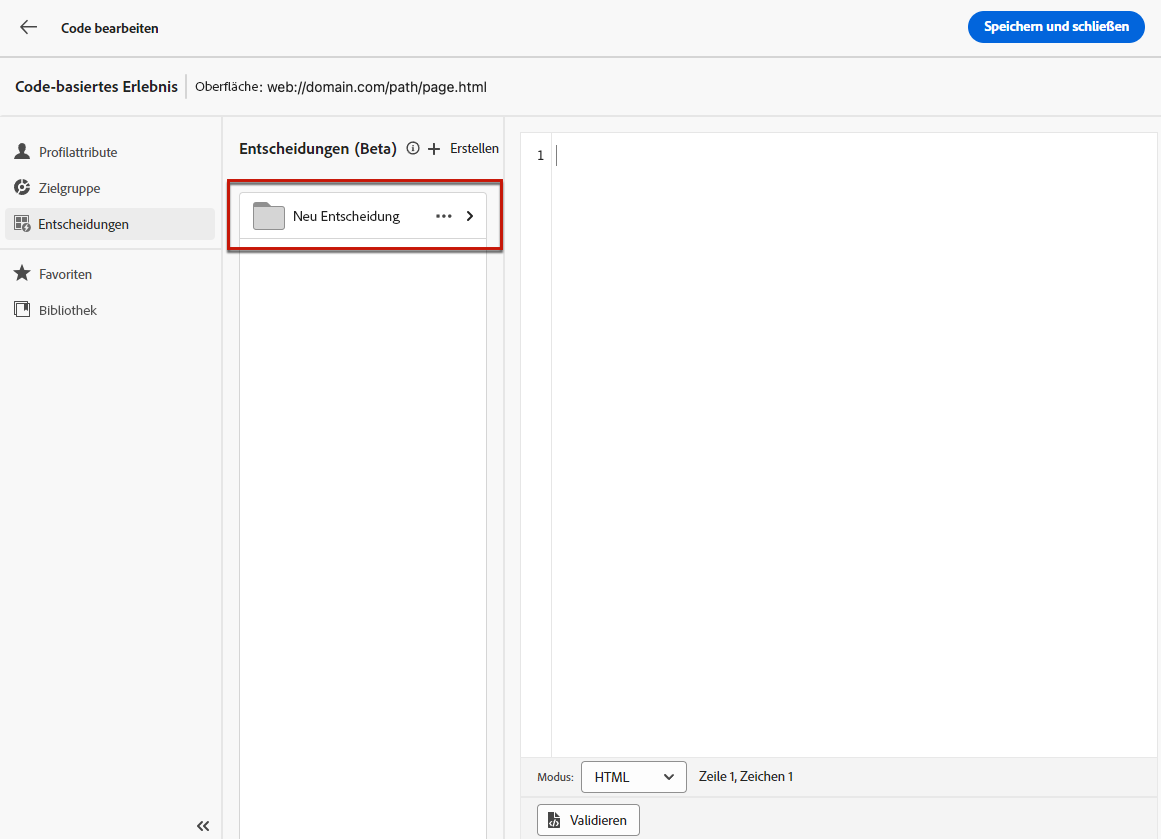 Code bearbeiten
Speichern und schließen
Code-basiertes Erlebnis
Oberfläche: web://domain.com/path/page.html
Profilattribute
Zielgruppe
Entscheidungen
Favoriten
Bibliothek
Entscheidungen (Beta) + Erstellen
Neu Entscheidung
1
Modus: HTML Zeile 1, Zeichen 1
Validieren